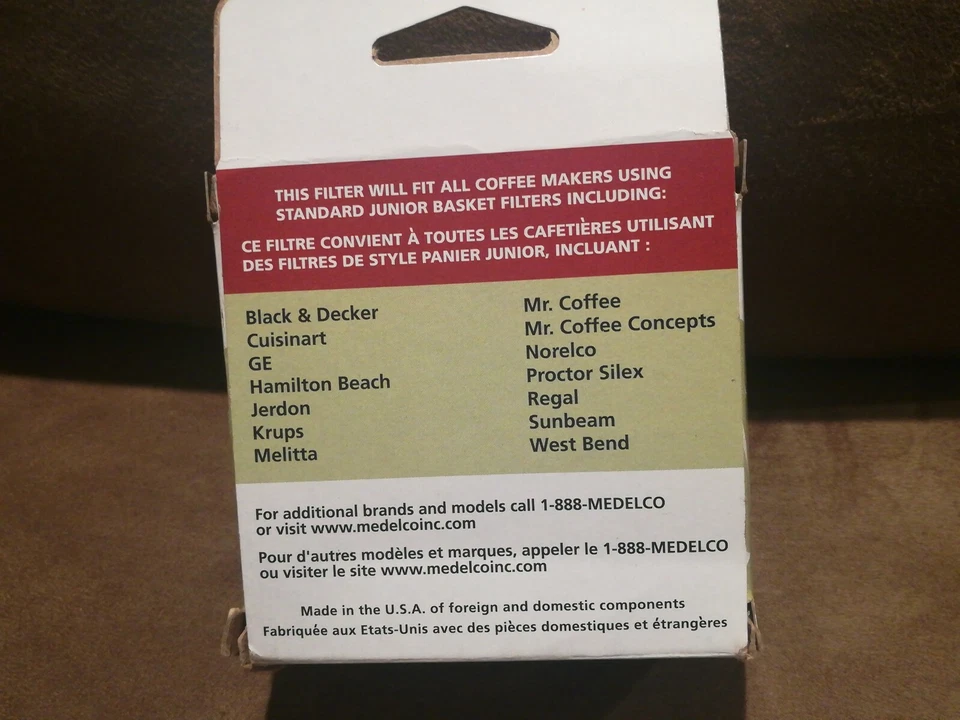 THIS FILTER WILL FIT ALL COFFEE MAKERS USING
STANDARD JUNIOR BASKET FILTERS INCLUDING:
CE FILTRE CONVIENT À TOUTES LES CAFETIÈRES UTILISANT
DES FILTRES DE STYLE PANIER JUNIOR, INCLUANT :
Black & Decker
Cuisinart
GE
Hamilton Beach
Jerdon
Krups
Melitta
Mr. Coffee
Mr. Coffee Concepts
Norelco
Proctor Silex
Regal
Sunbeam
West Bend
For additional brands and models call 1-888-MEDELCO
or visit www.medelcoinc.com
Pour d'autres modèles et marques, appeler le 1-888-MEDELCO
ou visiter le site www.medelcoinc.com
Made in the U.S.A. of foreign and domestic components
Fabriquée aux Etats-Unis avec des pièces domestiques et étrangères